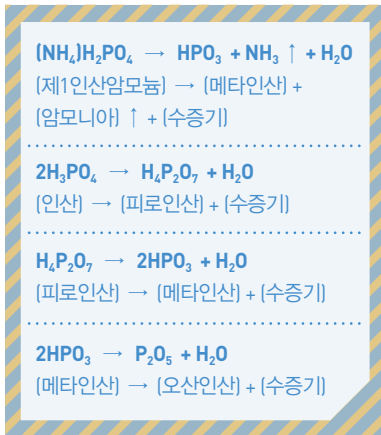 (NH₄)H₂PO₄ → HPO₃ + NH₃ ↑ + H₂O
(제1인산암모늄) → (메타인산) +
(암모니아) ↑ + (수증기)
2H₃PO₄ → H₄P₂O₇ + H₂O
(인산) → (피로인산) + (수증기)
H₄P₂O₇ → 2HPO₃ + H₂O
(피로인산) → (메타인산) + (수증기)
2HPO₃ → P₂O₅ + H₂O
(메타인산) → (오산인산) + (수증기)